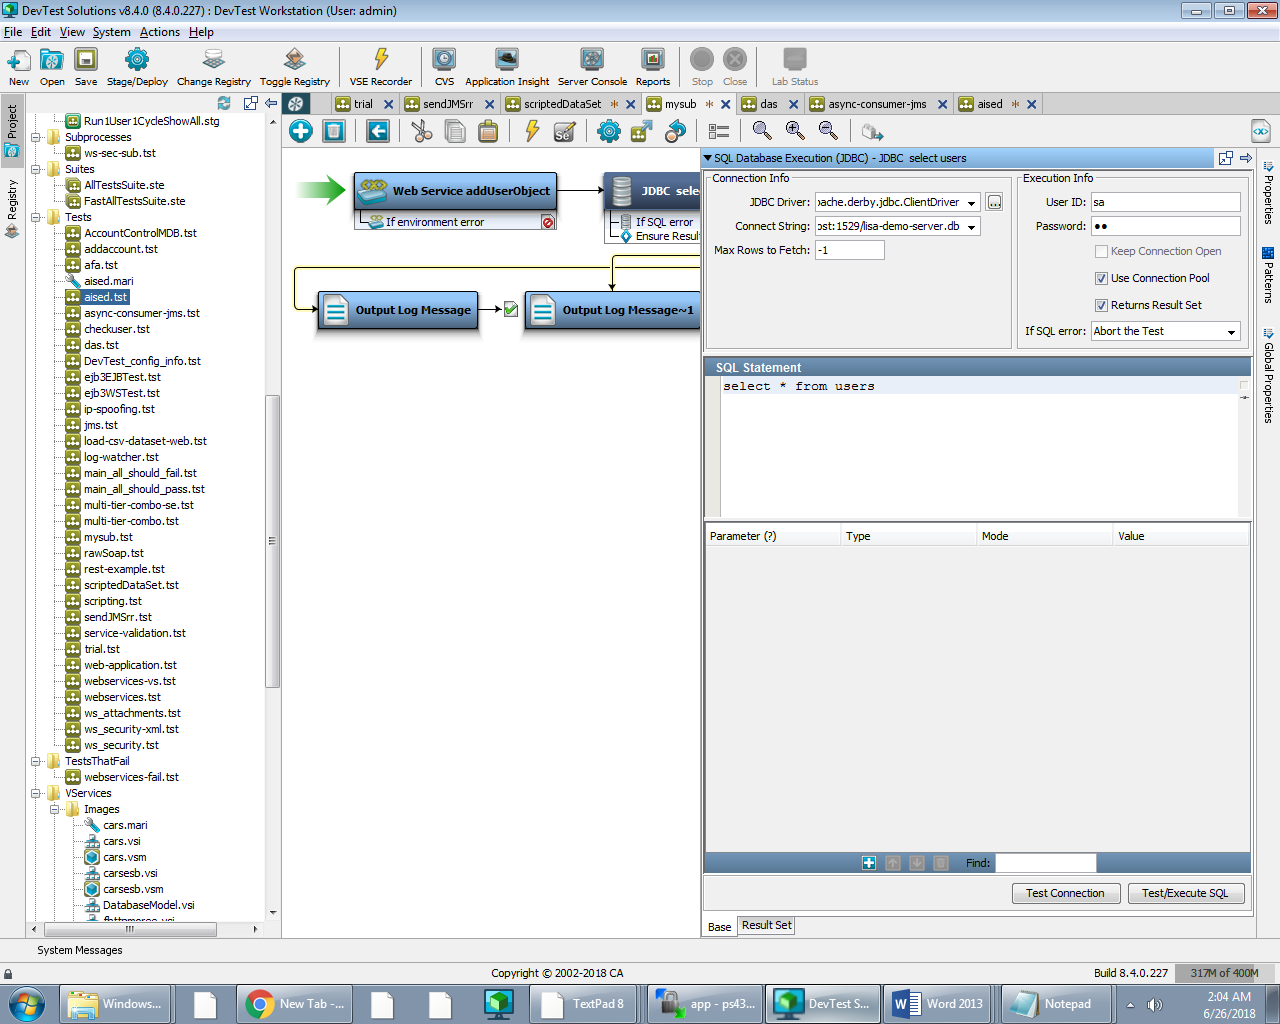 DevTest Solutions v8.4.0 (8.4.0.227) : DevTest Workstation (User: admin)
File Edit View System Actions Help
New Open Save Stage/Deploy Change Registry Toggle Registry VSE Recorder CVS Application Insight Server Console Reports Stop Close Lab Status
Project
Registry
Run1User1CycleShowAll.stg
Subprocesses
ws-sec-sub.tst
Suites
AllTestsSuite.ste
FastAllTestsSuite.ste
Tests
AccountControlMDB.tst
addaccount.tst
afa.tst
aised.mari
aised.tst
async-consumer-jms.tst
checkuser.tst
das.tst
DevTest_config_info.tst
ejb3EJBTest.tst
ejb3WSTest.tst
ip-spoofing.tst
jms.tst
load-csv-dataset-web.tst
log-watcher.tst
main_all_should_fail.tst
main_all_should_pass.tst
multi-tier-combo-se.tst
multi-tier-combo.tst
mysub.tst
rawSoap.tst
rest-example.tst
scriptedDataSet.tst
scripting.tst
sendJMSrr.tst
service-validation.tst
trial.tst
web-application.tst
webservices-vs.tst
webservices.tst
ws_attachments.tst
ws_security-xml.tst
ws_security.tst
TestsThatFail
webservices-fail.tst
VServices
Images
cars.mari
cars.vsi
cars.vsm
carsesb.vsi
carsesb.vsm
DatabaseModel.vsi
trial sendJMSrr scriptedDataSet * mysub * das async-consumer-jms aised *
Web Service addUserObject
If environment error
JDBC selec
If SQL error
Ensure Resul
Output Log Message
Output Log Message~1
SQL Database Execution (JDBC) - JDBC select users
Connection Info
JDBC Driver: pache.derby.jdbc.ClientDriver ...
Connect String: ost:1529/lisa-demo-server.db
Max Rows to Fetch: -1
Execution Info
User ID: sa
Password: ●●
Keep Connection Open
Use Connection Pool
Returns Result Set
If SQL error: Abort the Test
SQL Statement
select * from users
Parameter (?) Type Mode Value
Find:
Test Connection Test/Execute SQL
Base Result Set
Properties
Patterns
Global Properties
System Messages
Copyright © 2002-2018 CA
Build 8.4.0.227 317M of 400M
Windows... New Tab -... TextPad 8 app - ps43... DevTest S... Word 2013 Notepad
2:04 AM
6/26/2018